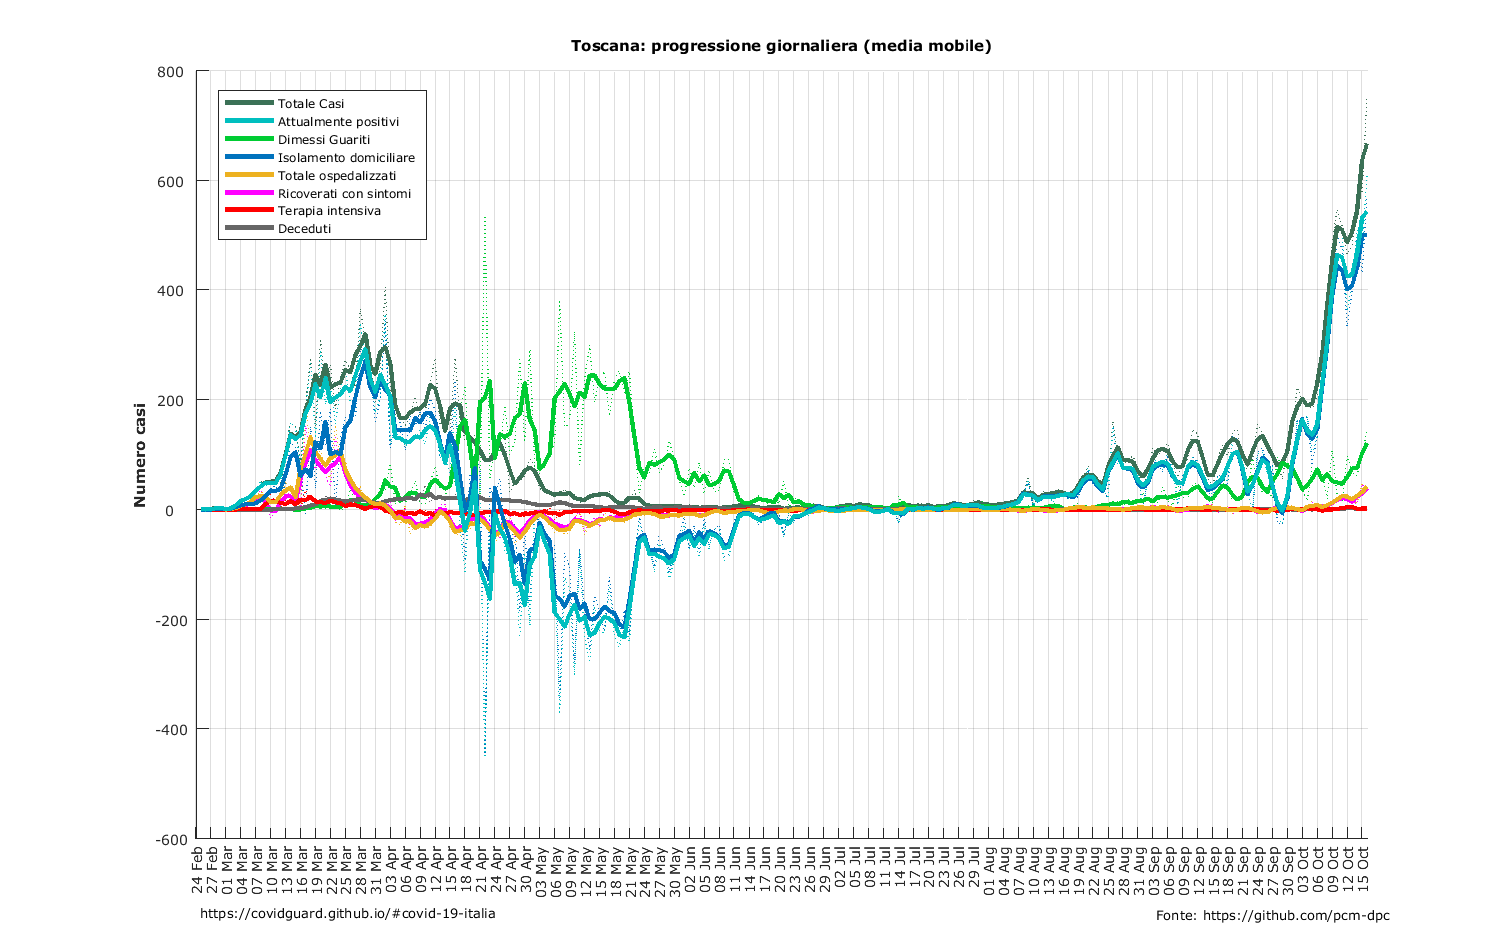 Toscana: progressione giornaliera (media mobile)
800
600
400
200
0
-200
-400
-600
Numero casi
Totale Casi
Attualmente positivi
Dimessi Guariti
Isolamento domiciliare
Totale ospedalizzati
Ricoverati con sintomi
Terapia intensiva
Deceduti
24 Feb
27 Feb
01 Mar
04 Mar
07 Mar
10 Mar
13 Mar
16 Mar
19 Mar
22 Mar
25 Mar
28 Mar
31 Mar
03 Apr
06 Apr
09 Apr
12 Apr
15 Apr
18 Apr
21 Apr
24 Apr
27 Apr
30 Apr
03 May
06 May
09 May
12 May
15 May
18 May
21 May
24 May
27 May
30 May
02 Jun
05 Jun
08 Jun
11 Jun
14 Jun
17 Jun
20 Jun
23 Jun
26 Jun
29 Jun
02 Jul
05 Jul
08 Jul
11 Jul
14 Jul
17 Jul
20 Jul
23 Jul
26 Jul
29 Jul
01 Aug
04 Aug
07 Aug
10 Aug
13 Aug
16 Aug
19 Aug
22 Aug
25 Aug
28 Aug
31 Aug
03 Sep
06 Sep
09 Sep
12 Sep
15 Sep
18 Sep
21 Sep
24 Sep
27 Sep
30 Sep
03 Oct
06 Oct
09 Oct
12 Oct
15 Oct
https://covidguard.github.io/#covid-19-italia
Fonte: https://github.com/pcm-dpc